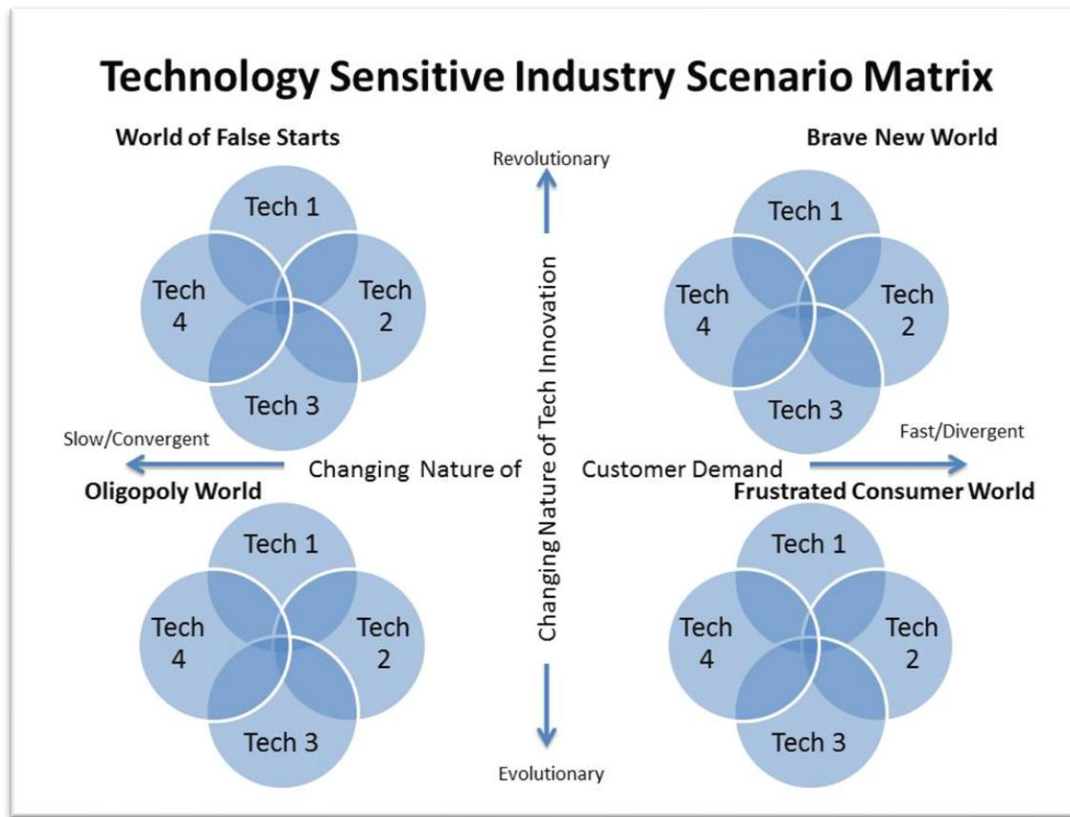 Technology Sensitive Industry Scenario Matrix
World of False Starts
Tech 1
Tech
4
Tech
2
Tech 3
Revolutionary
Changing Nature of Tech Innovation
Evolutionary
Brave New World
Tech 1
Tech
4
Tech
2
Tech 3
Slow/Convergent
Changing Nature of Customer Demand
Fast/Divergent
Oligopoly World
Tech 1
Tech
4
Tech
2
Tech 3
Frustrated Consumer World
Tech 1
Tech
4
Tech
2
Tech 3